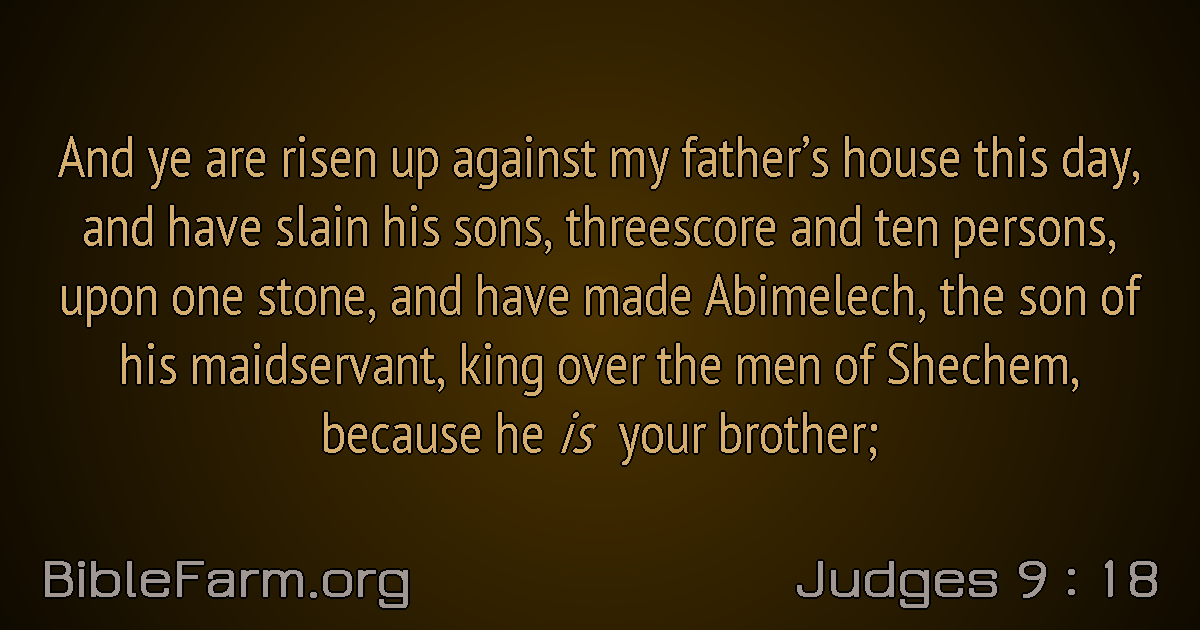 And ye are risen up against my father’s house this day,
and have slain his sons, threescore and ten persons,
upon one stone, and have made Abimelech, the son of
his maidservant, king over the men of Shechem,
because he is your brother;
BibleFarm.org
Judges 9 : 18